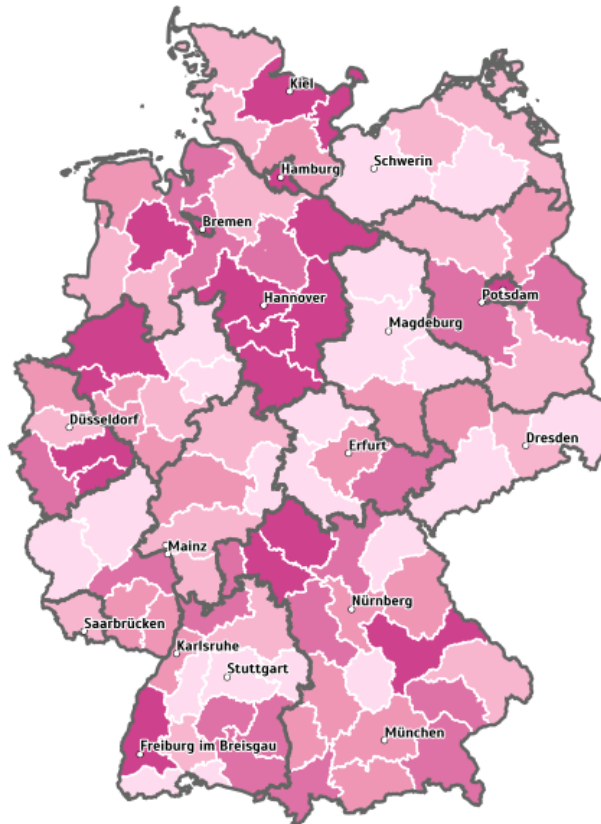 Kiel
Schwerin
Hamburg
Bremen
Potsdam
Hannover
Magdeburg
Düsseldorf
Dresden
Erfurt
Mainz
Nürnberg
Saarbrücken
Karlsruhe
Stuttgart
München
Freiburg im Breisgau